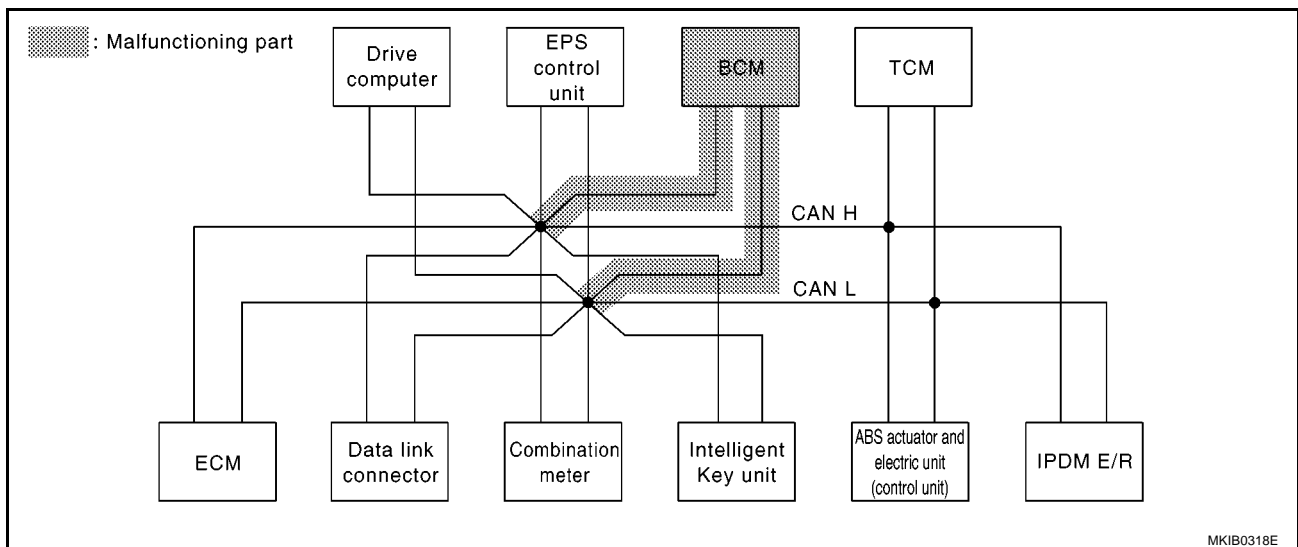 : Malfunctioning part
Drive
computer
EPS
control
unit
BCM
TCM
CAN H
CAN L
ECM
Data link
connector
Combination
meter
Intelligent
Key unit
ABS actuator and
electric unit
(control unit)
IPDM E/R
MKIB0318E